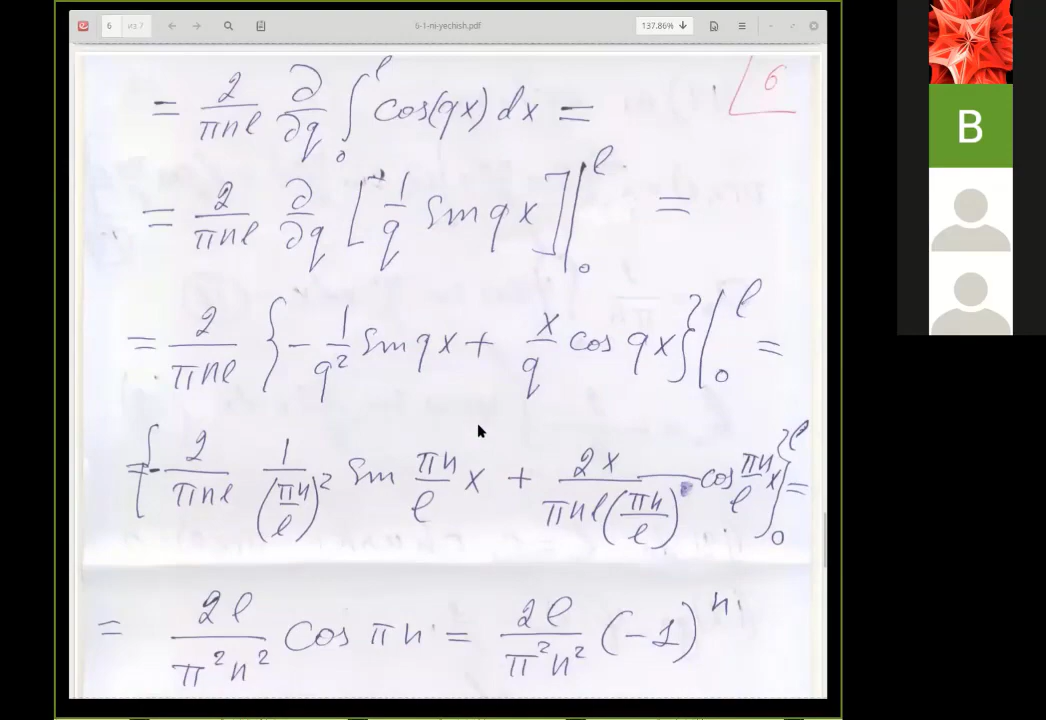 6 из 7 6-1-ni-yechish.pdf 137.86%
6
= 2/(πnl) ∂/∂q ∫₀^l cos(qx) dx =
B
= 2/(πnl) ∂/∂q [1/q sin qx]|₀^l =
= 2/(πnl) {- 1/q² sin qx + x/q cos qx}|₀^l =
= {- 2/(πnl) 1/(πn/l)² sin πn/l x + 2x/(πnl(πn/l)) cos πn/l x}₀^l =
= 2l/(π²n²) cos πn = 2l/(π²n²) (-1)ⁿ